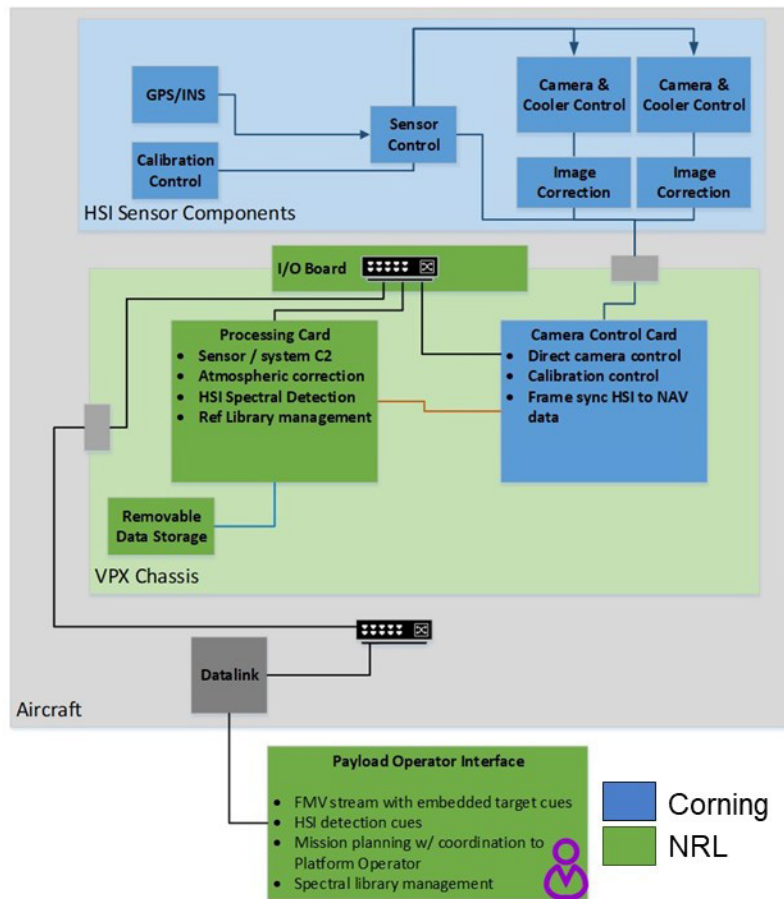 GPS/INS
Calibration
Control
Sensor
Control
Camera &
Cooler Control
Camera &
Cooler Control
Image
Correction
Image
Correction
HSI Sensor Components
I/O Board
Processing Card
• Sensor / system C2
• Atmospheric correction
• HSI Spectral Detection
• Ref Library management
Camera Control Card
• Direct camera control
• Calibration control
• Frame sync HSI to NAV
data
Removable
Data Storage
VPX Chassis
Datalink
Aircraft
Payload Operator Interface
• FMV stream with embedded target cues
• HSI detection cues
• Mission planning w/ coordination to
Platform Operator
• Spectral library management
Corning
NRL